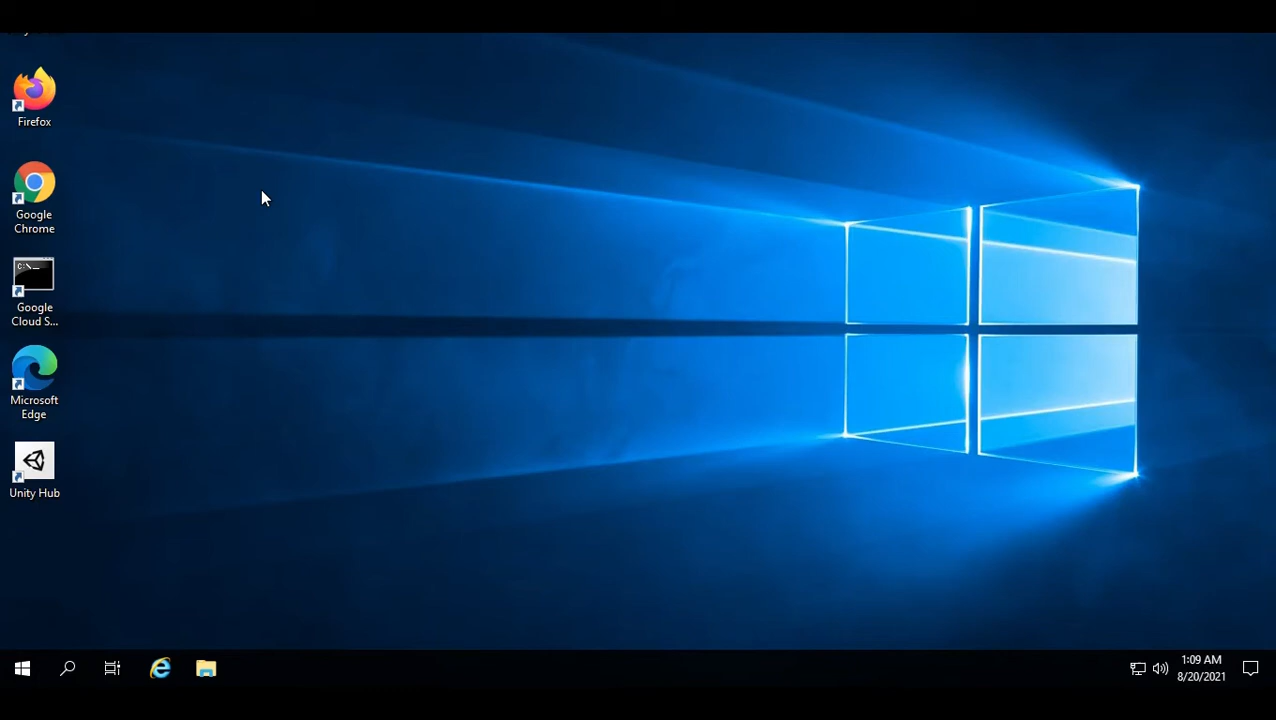 Firefox
Google
Chrome
C:\._
Google
Cloud S...
Microsoft
Edge
Unity Hub
1:09 AM
8/20/2021